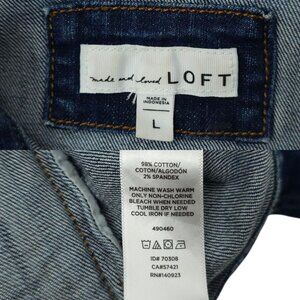 made and loved LOFT
MADE IN
INDONESIA
L
98% COTTON/
COTON/ALGODÓN
2% SPANDEX
MACHINE WASH WARM
ONLY NON-CHLORINE
BLEACH WHEN NEEDED
TUMBLE DRY LOW
COOL IRON IF NEEDED
490460
ID# 70308
CA#57421
RN#140923